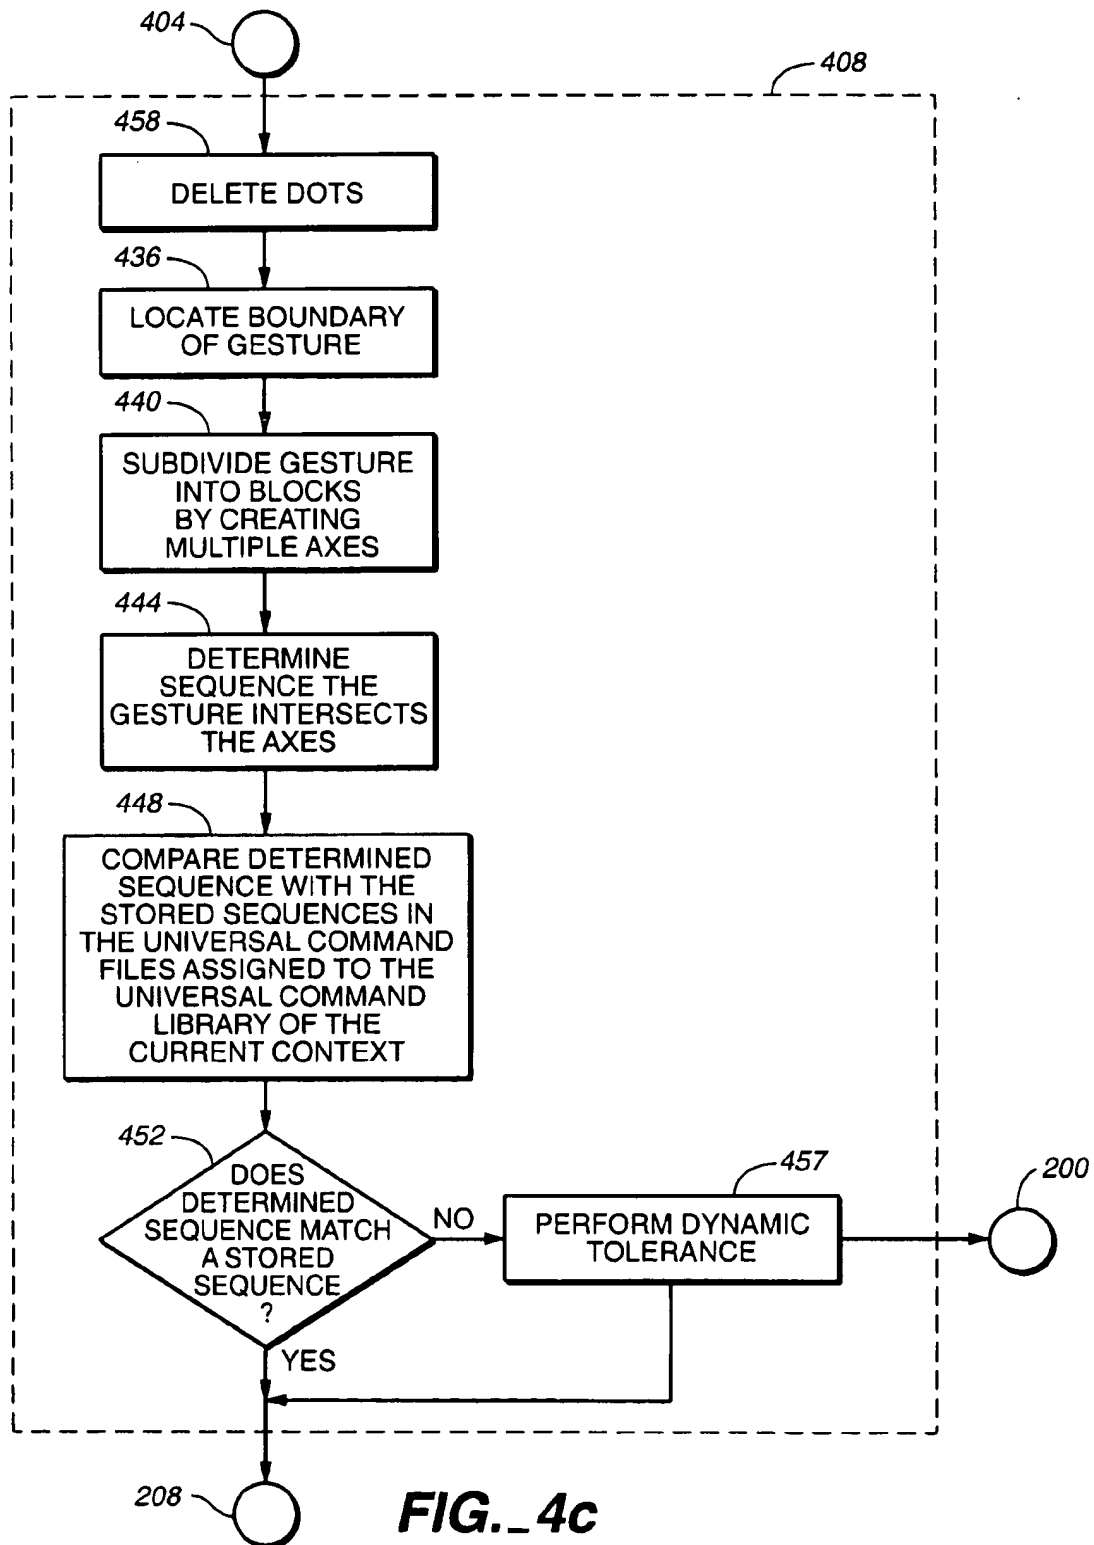 404
408
458
DELETE DOTS
436
LOCATE BOUNDARY
OF GESTURE
440
SUBDIVIDE GESTURE
INTO BLOCKS
BY CREATING
MULTIPLE AXES
444
DETERMINE
SEQUENCE THE
GESTURE INTERSECTS
THE AXES
448
COMPARE DETERMINED
SEQUENCE WITH THE
STORED SEQUENCES IN
THE UNIVERSAL COMMAND
FILES ASSIGNED TO THE
UNIVERSAL COMMAND
LIBRARY OF THE
CURRENT CONTEXT
452
DOES
DETERMINED
SEQUENCE MATCH
A STORED
SEQUENCE
?
NO
457
PERFORM DYNAMIC
TOLERANCE
200
YES
208
FIG._4c